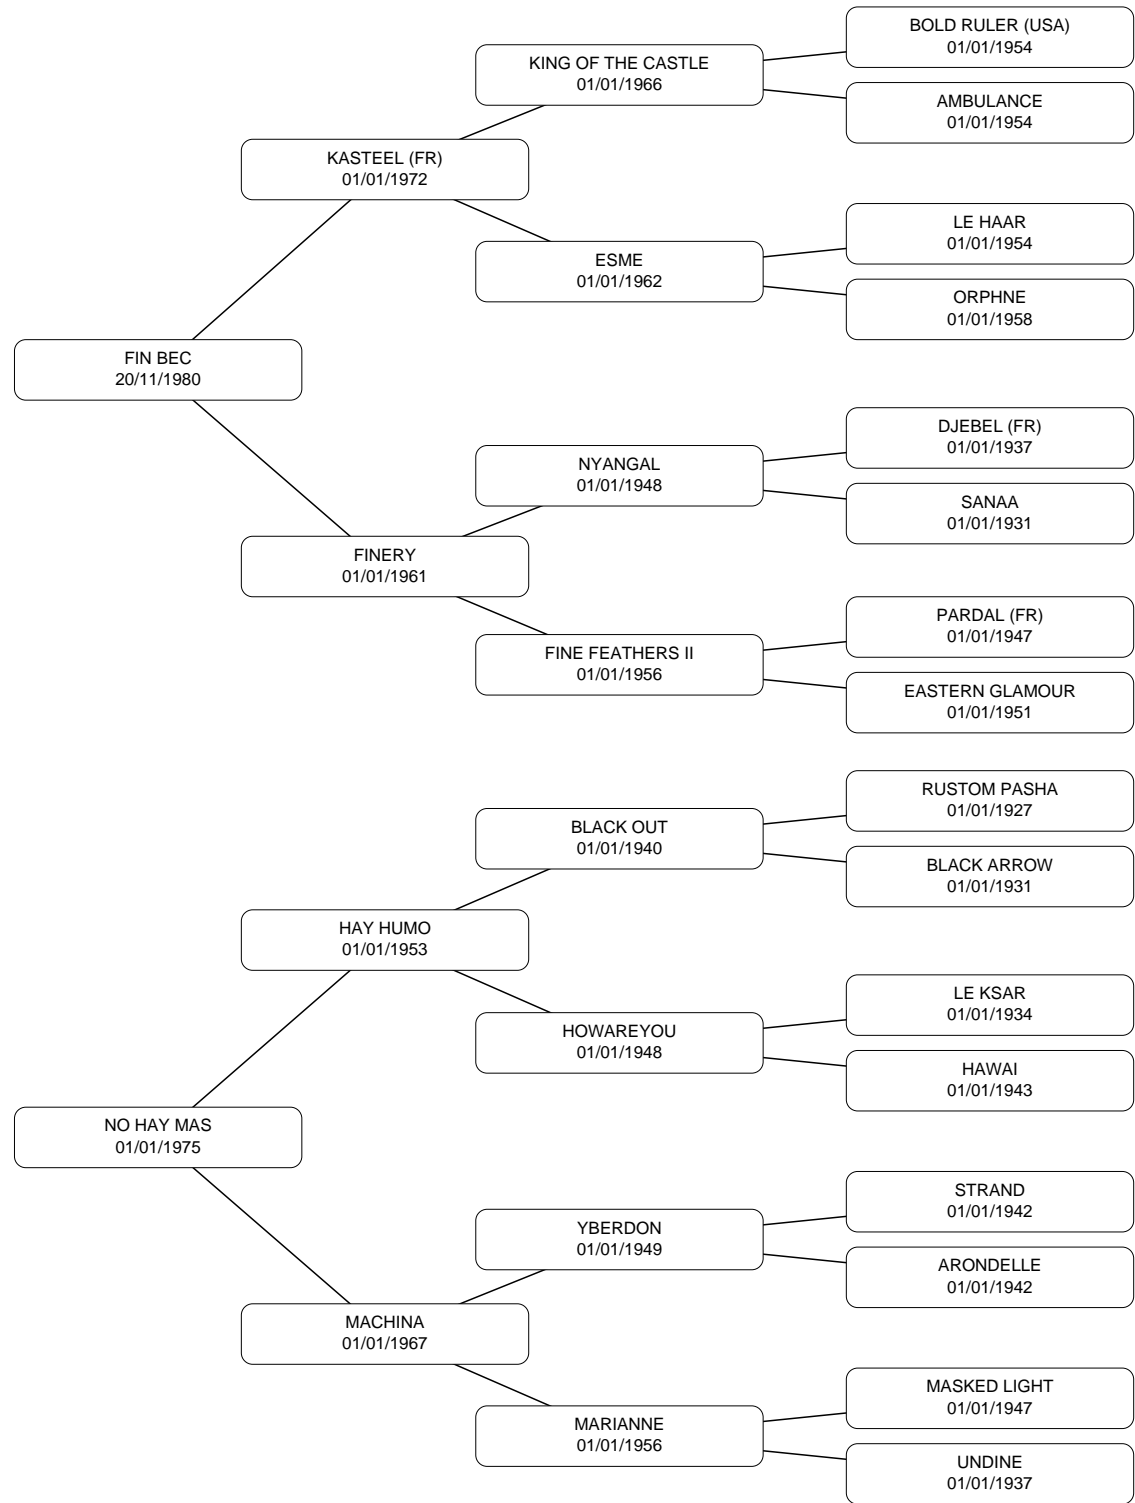 BOLD RULER (USA)
01/01/1954
KING OF THE CASTLE
01/01/1966
AMBULANCE
01/01/1954
KASTEEL (FR)
01/01/1972
LE HAAR
01/01/1954
ESME
01/01/1962
ORPHNE
01/01/1958
FIN BEC
20/11/1980
DJEBEL (FR)
01/01/1937
NYANGAL
01/01/1948
SANAA
01/01/1931
FINERY
01/01/1961
PARDAL (FR)
01/01/1947
FINE FEATHERS II
01/01/1956
EASTERN GLAMOUR
01/01/1951
RUSTOM PASHA
01/01/1927
BLACK OUT
01/01/1940
BLACK ARROW
01/01/1931
HAY HUMO
01/01/1953
LE KSAR
01/01/1934
HOWAREYOU
01/01/1948
HAWAI
01/01/1943
NO HAY MAS
01/01/1975
STRAND
01/01/1942
YBERDON
01/01/1949
ARONDELLE
01/01/1942
MACHINA
01/01/1967
MASKED LIGHT
01/01/1947
MARIANNE
01/01/1956
UNDINE
01/01/1937